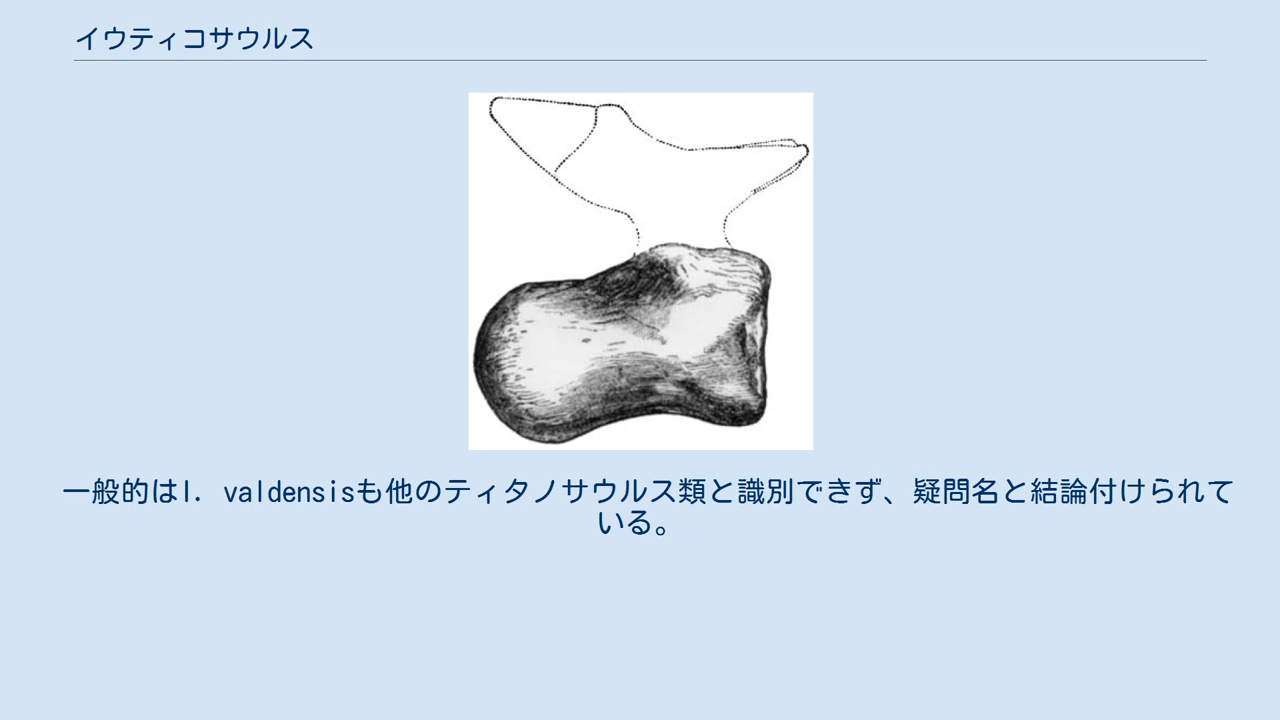 イウティコサウルス
一般的はI. valdensisも他のティタノサウルス類と識別できず、疑問名と結論付けられて
いる。